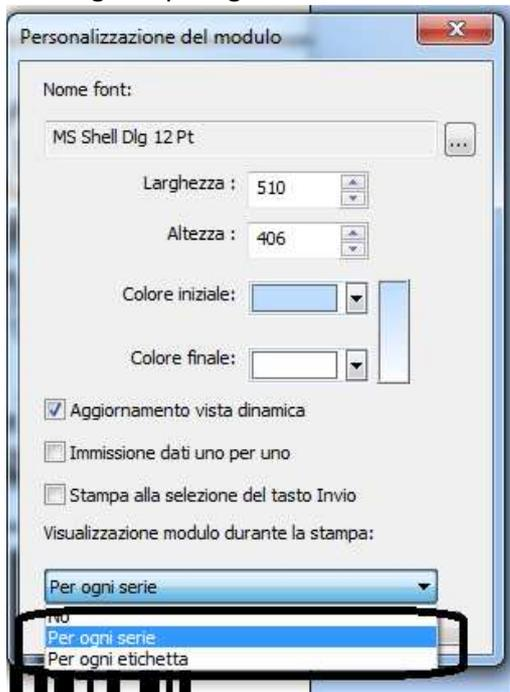 Personalizzazione del modulo
Nome font:
MS Shell Dlg 12 Pt
...
Larghezza : 510
Altezza : 406
Colore iniziale:
Colore finale:
Aggiornamento vista dinamica
Immissione dati uno per uno
Stampa alla selezione del tasto Invio
Visualizzazione modulo durante la stampa:
Per ogni serie
No
Per ogni serie
Per ogni etichetta